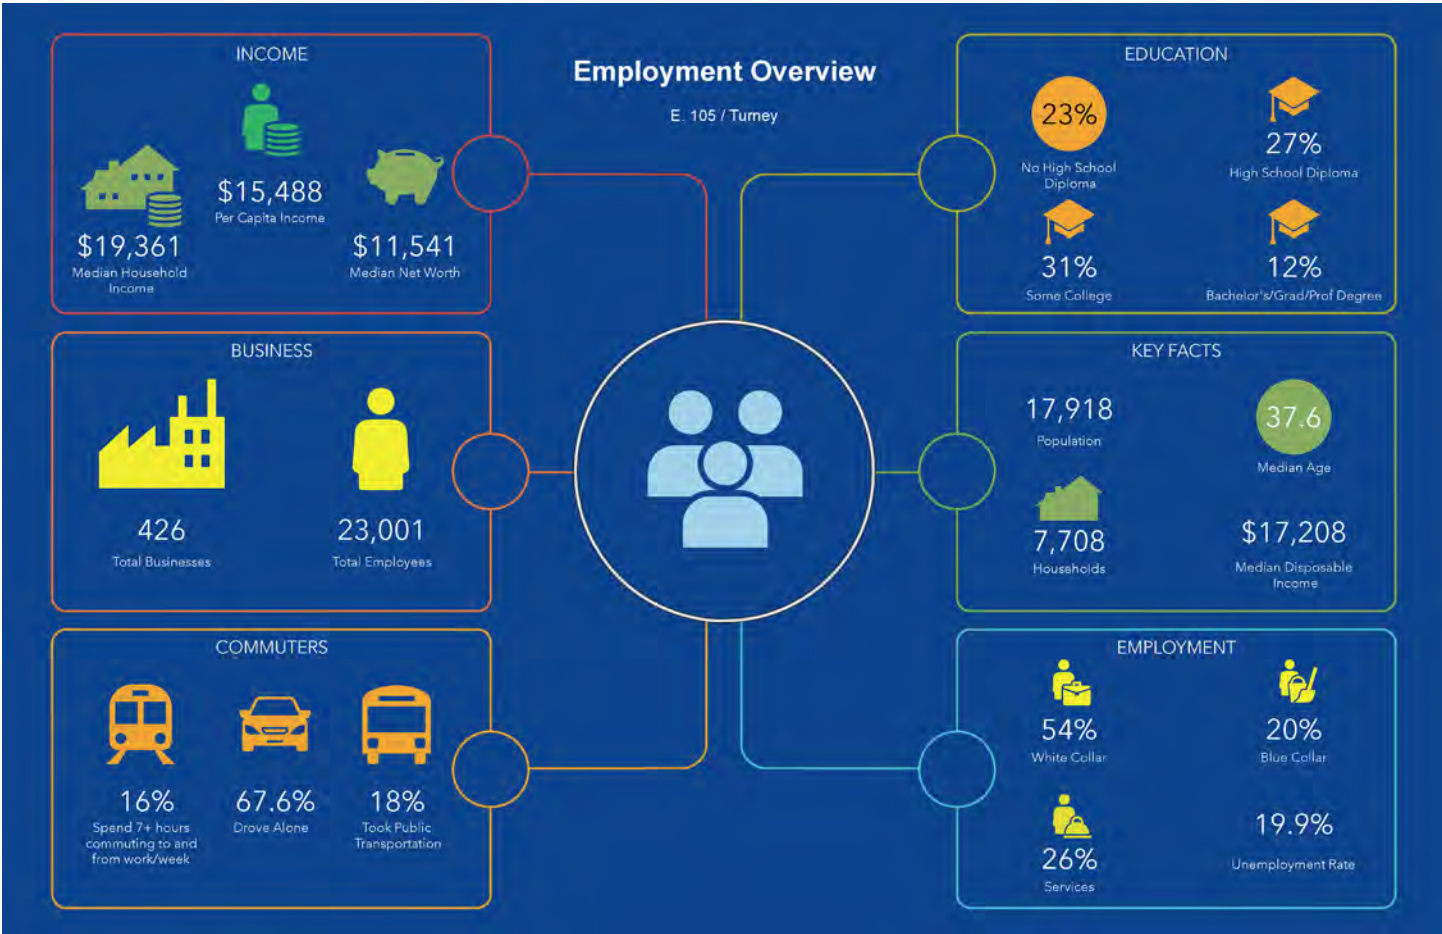 Employment Overview
E. 105 / Turney
INCOME
$15,488
Per Capita Income
$19,361
Median Household
Income
$11,541
Median Net Worth
EDUCATION
23%
No High School
Diploma
27%
High School Diploma
31%
Some College
12%
Bachelor's/Grad/Prof Degree
BUSINESS
426
Total Businesses
23,001
Total Employees
KEY FACTS
17,918
Population
37.6
Median Age
7,708
Households
$17,208
Median Disposable
Income
COMMUTERS
16%
Spend 7+ hours
commuting to and
from work/week
67.6%
Drove Alone
18%
Took Public
Transportation
EMPLOYMENT
54%
White Collar
20%
Blue Collar
26%
Services
19.9%
Unemployment Rate